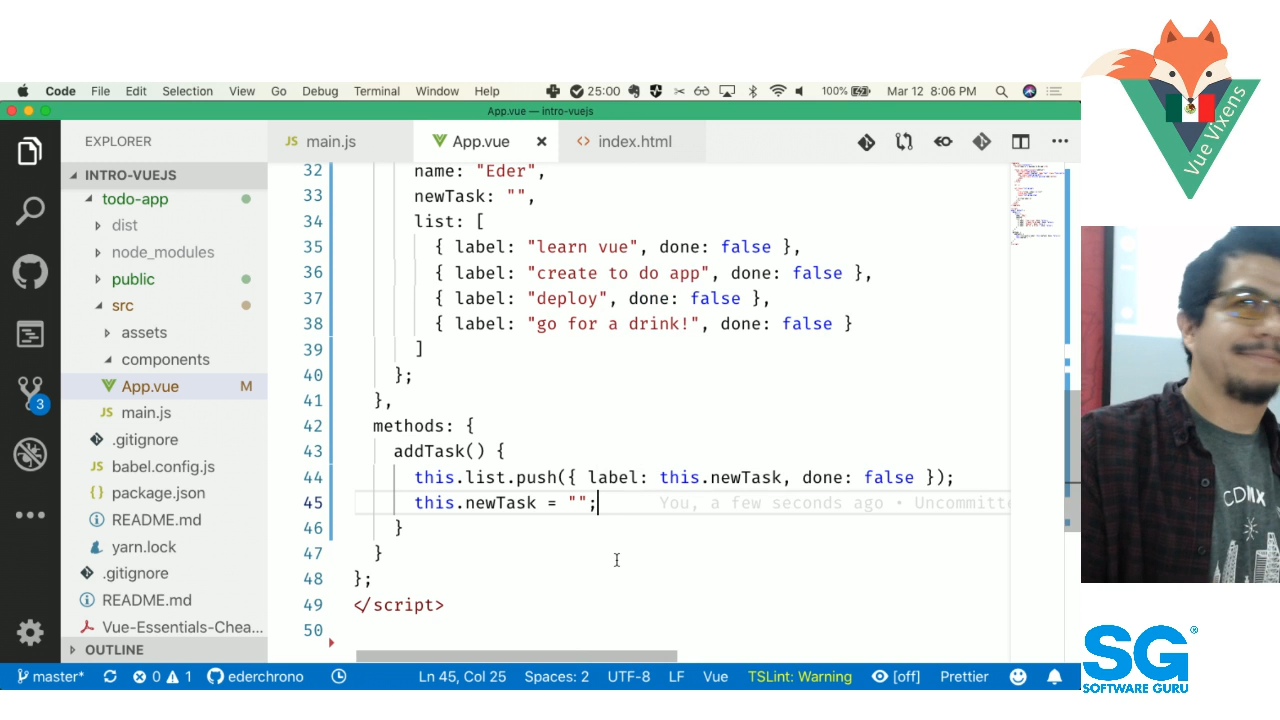 Code File Edit Selection View Go Debug Terminal Window Help 25:00 100% Mar 12 8:06 PM
App.vue — intro-vuejs
EXPLORER
JS main.js
App.vue
<> index.html
INTRO-VUEJS
todo-app
dist
node_modules
public
src
assets
components
App.vue M
JS main.js
.gitignore
JS babel.config.js
{} package.json
README.md
yarn.lock
.gitignore
README.md
Vue-Essentials-Chea...
OUTLINE
3
32 name: "Eder",
33 newTask: "",
34 list: [
35 { label: "learn vue", done: false },
36 { label: "create to do app", done: false },
37 { label: "deploy", done: false },
38 { label: "go for a drink!", done: false }
39 ]
40 };
41 },
42 methods: {
43 addTask() {
44 this.list.push({ label: this.newTask, done: false });
45 this.newTask = ""; You, a few seconds ago • Uncommitt
46 }
47 }
48 };
49 </script>
50
master* 0 1 ederchrono Ln 45, Col 25 Spaces: 2 UTF-8 LF Vue TSLint: Warning [off] Prettier
Vue Vixens
CDMX
SG®
SOFTWARE GURU